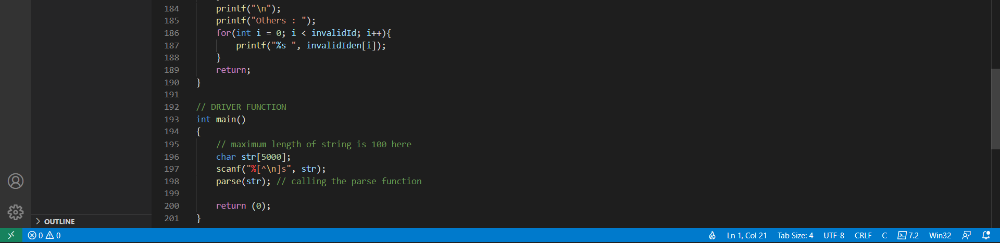 184 printf("\n");
185 printf("Others : ");
186 for(int i = 0; i < invalidId; i++){
187 printf("%s ", invalidIden[i]);
188 }
189 return;
190 }
191
192 // DRIVER FUNCTION
193 int main()
194 {
195 // maximum length of string is 100 here
196 char str[5000];
197 scanf("%[^\n]s", str);
198 parse(str); // calling the parse function
199
200 return (0);
201 }
OUTLINE
0 0 Ln 1, Col 21 Tab Size: 4 UTF-8 CRLF C 7.2 Win32